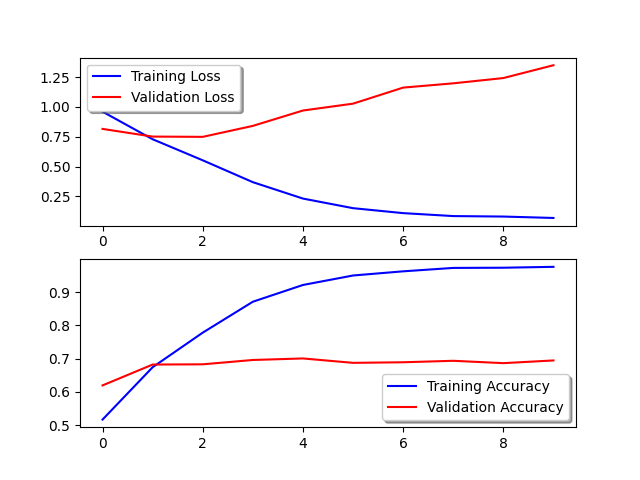 Training Loss
Validation Loss
1.25
1.00
0.75
0.50
0.25
0 2 4 6 8
0.9
0.8
0.7
0.6
0.5
Training Accuracy
Validation Accuracy
0 2 4 6 8